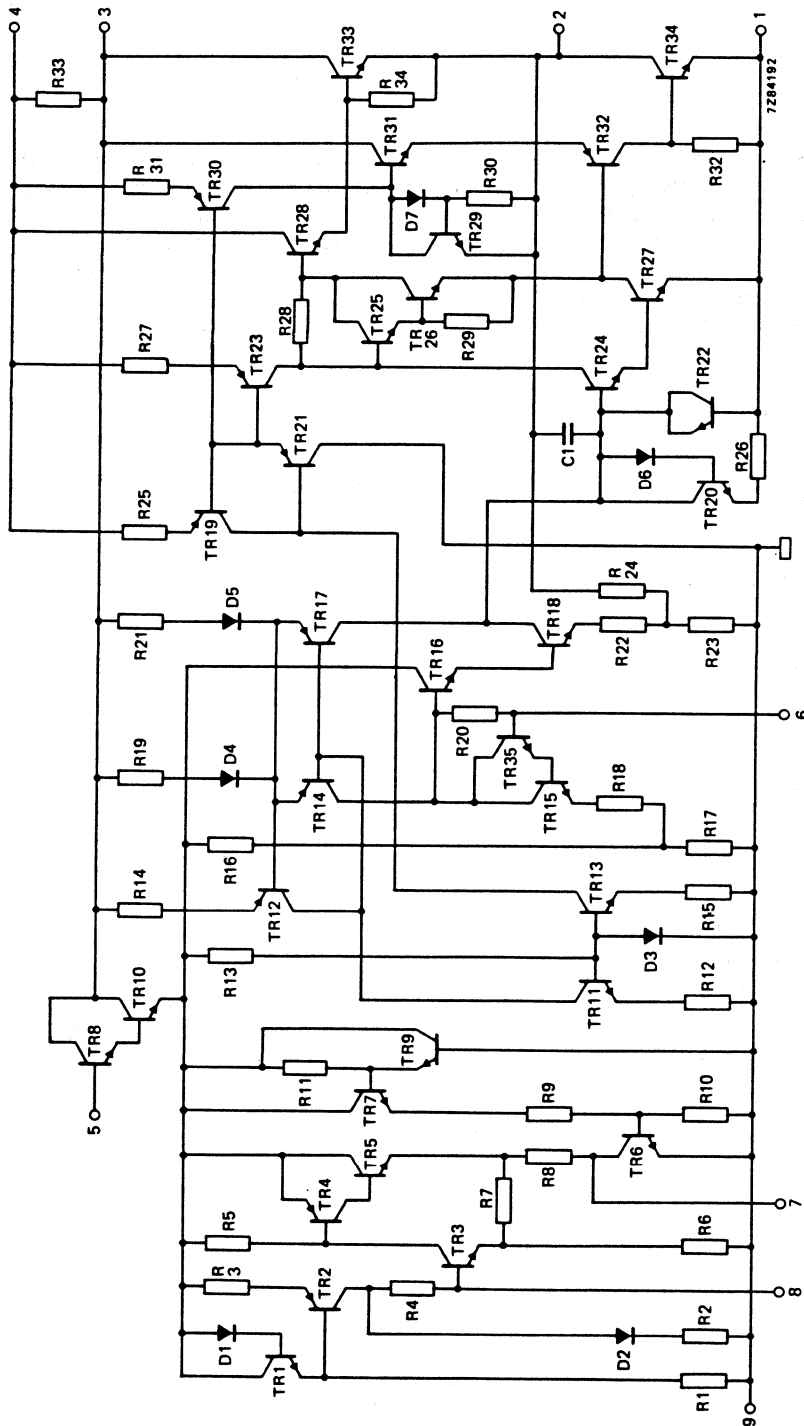 4
3
2
1
R33
TR33
R 34
TR34
7Z84192
R 31
TR30
TR31
TR32
R32
TR28
D7
R30
TR29
R27
TR23
R28
TR25
TR 26
R29
TR27
TR24
TR22
TR21
C1
D6
R26
TR20
R25
TR19
R21
D5
TR17
TR18
R 24
R22
R23
TR16
R19
D4
TR14
R20
TR35
TR15
R18
6
R16
R17
R14
TR12
TR13
R15
R13
D3
TR11
R12
TR8
TR10
5
R11
TR9
TR7
R9
R10
TR6
TR5
R8
7
R5
TR4
R7
TR3
R6
R 3
TR2
R4
8
D1
TR1
D2
R2
R1
9